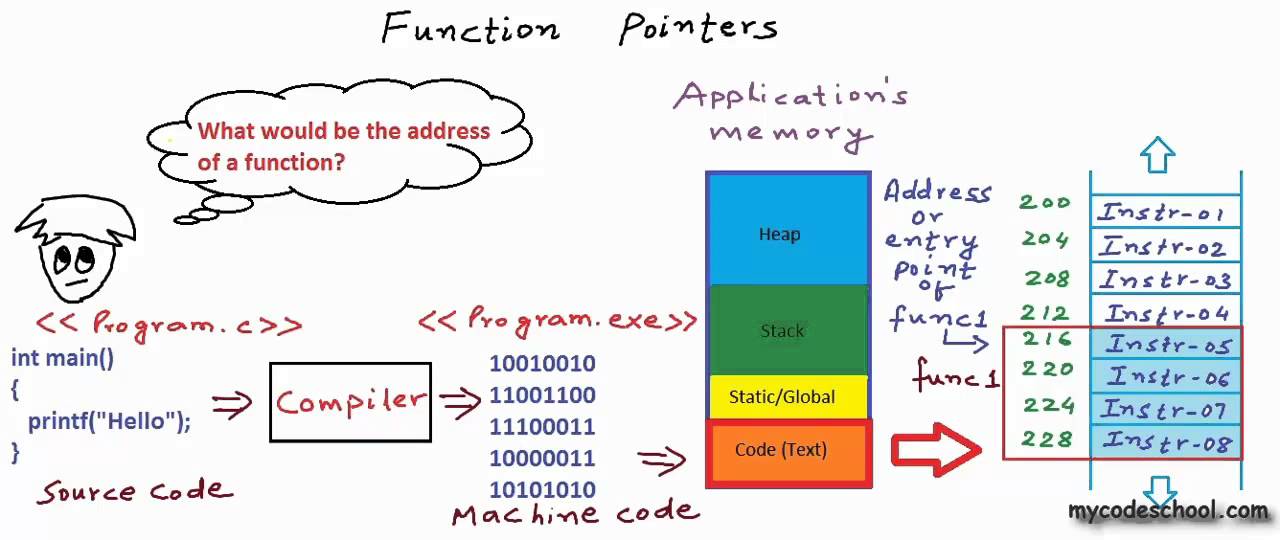 Function Pointers
What would be the address
of a function?
<< Program.c>>
int main()
{
printf("Hello");
}
Source code
Compiler
<< Program.exe>>
10010010
11001100
11100011
10000011
10101010
Machine code
Application's
memory
Heap
Stack
Static/Global
Code (Text)
Address
or
entry
point
of
func1
func1
200 Instr-01
204 Instr-02
208 Instr-03
212 Instr-04
216 Instr-05
220 Instr-06
224 Instr-07
228 Instr-08
mycodeschool.com